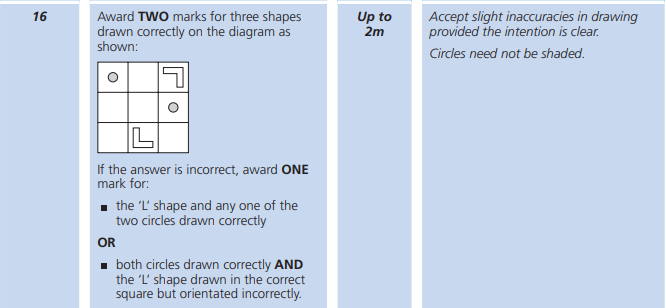 16
Award TWO marks for three shapes
drawn correctly on the diagram as
shown:
If the answer is incorrect, award ONE
mark for:
the ‘L’ shape and any one of the
two circles drawn correctly
OR
both circles drawn correctly AND
the ‘L’ shape drawn in the correct
square but orientated incorrectly.
Up to
2m
Accept slight inaccuracies in drawing
provided the intention is clear.
Circles need not be shaded.